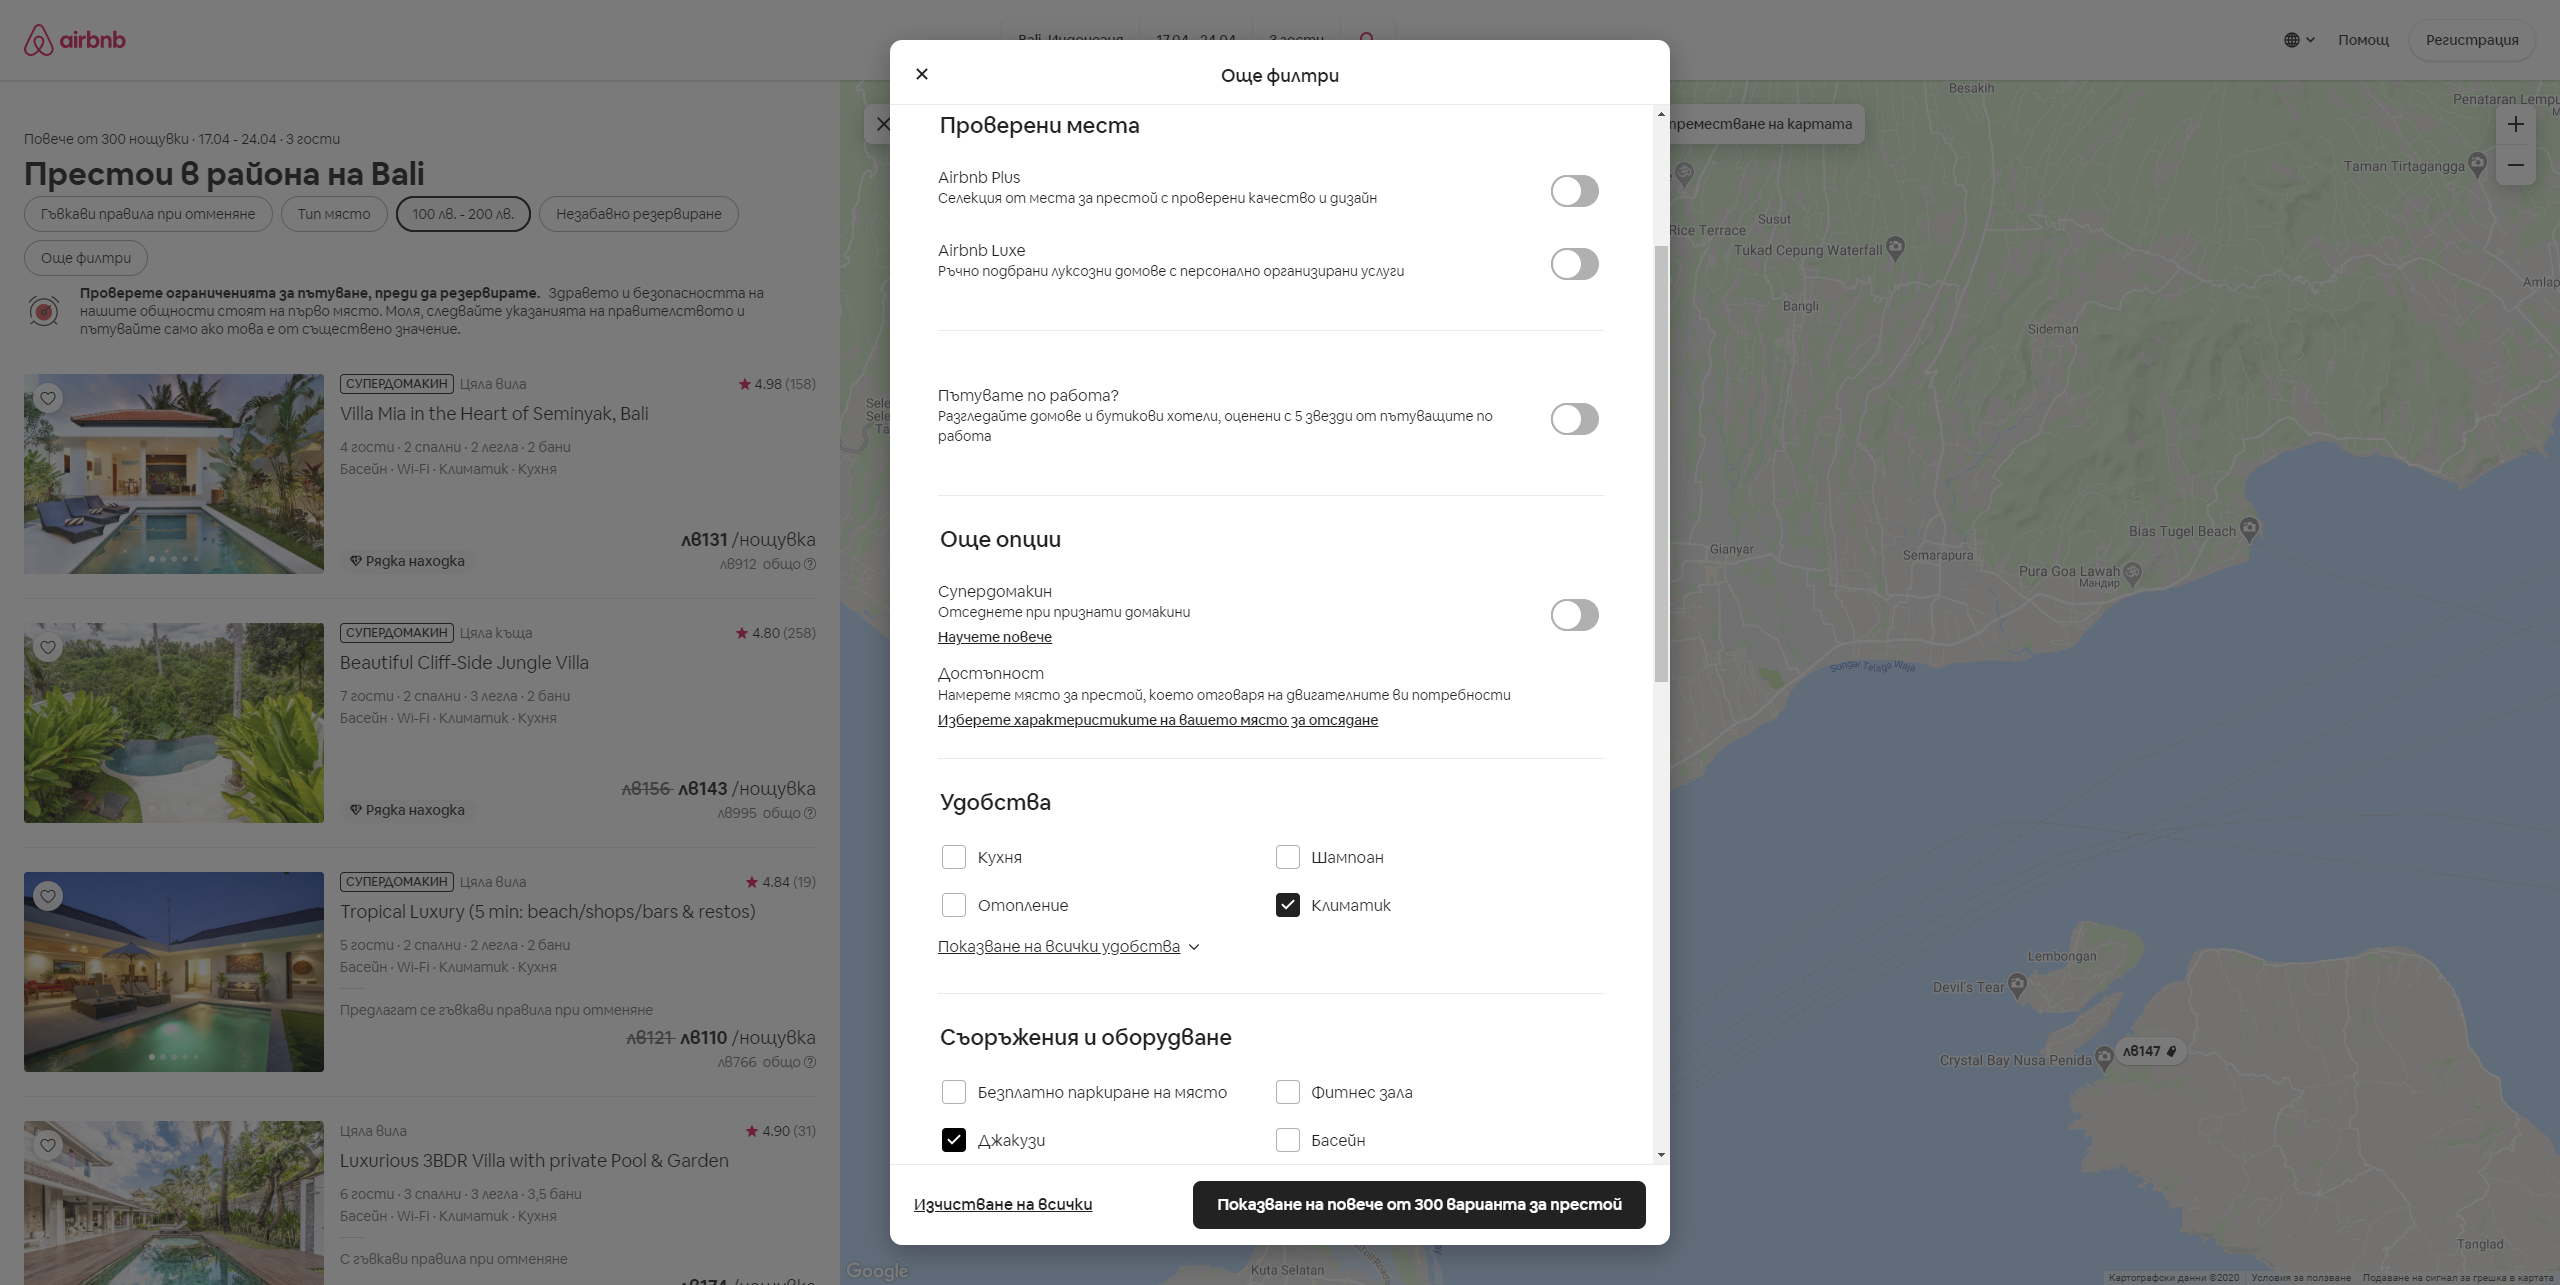 airbnb
Помощ
Регистрация
Повече от 300 нощувки · 17.04 - 24.04 · 3 гости
Престои в района на Bali
Гъвкави правила при отменяне
Тип място
100 лв. - 200 лв.
Незабавно резервиране
Още филтри
Проверете ограниченията за пътуване, преди да резервирате. Здравето и безопасността на
нашите общности стоят на първо място. Моля, следвайте указанията на правителството и
пътувайте само ако това е от съществено значение.
СУПЕРДОМАКИН Цяла вила
4.98 (158)
Villa Mia in the Heart of Seminyak, Bali
4 гости · 2 спални · 2 легла · 2 бани
Басейн · Wi-Fi · Климатик · Кухня
лв131 /нощувка
Рядка находка
лв912 общо
СУПЕРДОМАКИН Цяла къща
4.80 (258)
Beautiful Cliff-Side Jungle Villa
7 гости · 2 спални · 3 легла · 2 бани
Басейн · Wi-Fi · Климатик · Кухня
лв156 лв143 /нощувка
Рядка находка
лв995 общо
СУПЕРДОМАКИН Цяла вила
4.84 (19)
Tropical Luxury (5 min: beach/shops/bars & restos)
5 гости · 2 спални · 2 легла · 2 бани
Басейн · Wi-Fi · Климатик · Кухня
Предлагат се гъвкави правила при отменяне
лв121 лв110 /нощувка
лв766 общо
Цяла вила
4.90 (31)
Luxurious 3BDR Villa with private Pool & Garden
6 гости · 3 спални · 3 легла · 3,5 бани
Басейн · Wi-Fi · Климатик · Кухня
С гъвкави правила при отменяне
Още филтри
Проверени места
Airbnb Plus
Селекция от места за престой с проверени качество и дизайн
Airbnb Luxe
Ръчно подбрани луксозни домове с персонално организирани услуги
Пътувате по работа?
Разгледайте домове и бутикови хотели, оценени с 5 звезди от пътуващите по
работа
Още опции
Супердомакин
Отседнете при признати домакини
Научете повече
Достъпност
Намерете място за престой, което отговаря на двигателните ви потребности
Изберете характеристиките на вашето място за отсядане
Удобства
Кухня
Шампоан
Отопление
Климатик
Показване на всички удобства
Съоръжения и оборудване
Безплатно паркиране на място
Фитнес зала
Джакузи
Басейн
Изчистване на всички
Показване на повече от 300 варианта за престой
преместване на картата
Besakih
Taman Tirtagangga
Susut
Rice Terrace
Tukad Cepung Waterfall
Bangli
Sideman
Bias Tugel Beach
Gianyar
Semarapura
Pura Goa Lawah
Мандир
Sungai Telaga Waja
Lembongan
Devil's Tear
Crystal Bay Nusa Penida
лв147
Tanglad
Kuta Selatan
Google
Картографски данни ©2020
Условия за ползване
Подаване на сигнал за грешка в картата